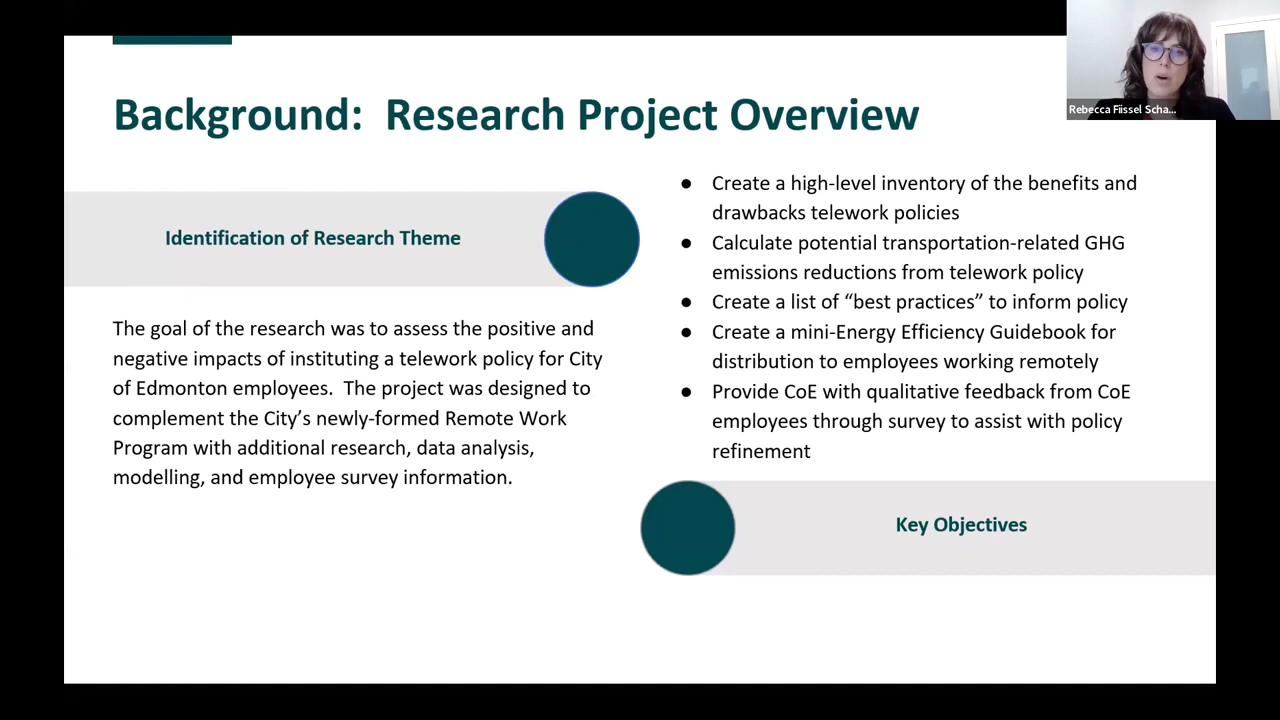 Background:  Research Project Overview
Rebecca Fiissel Scha...
Identification of Research Theme
The goal of the research was to assess the positive and
negative impacts of instituting a telework policy for City
of Edmonton employees.  The project was designed to
complement the City’s newly-formed Remote Work
Program with additional research, data analysis,
modelling, and employee survey information.
● Create a high-level inventory of the benefits and
drawbacks telework policies
● Calculate potential transportation-related GHG
emissions reductions from telework policy
● Create a list of “best practices” to inform policy
● Create a mini-Energy Efficiency Guidebook for
distribution to employees working remotely
● Provide CoE with qualitative feedback from CoE
employees through survey to assist with policy
refinement
Key Objectives